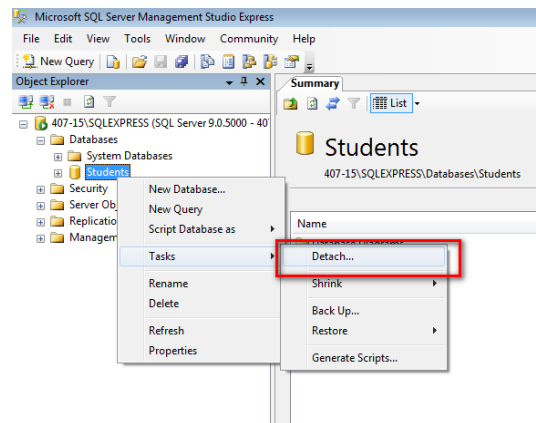 Microsoft SQL Server Management Studio Express
File Edit View Tools Window Community Help
New Query
Object Explorer
Summary
List
407-15\SQLEXPRESS (SQL Server 9.0.5000 - 40
Databases
System Databases
Students
Security
Server Obj
Replicatio
Managem
Students
407-15\SQLEXPRESS\Databases\Students
Name
Database Diagrams
New Database...
New Query
Script Database as
Tasks
Rename
Delete
Refresh
Properties
Detach...
Shrink
Back Up...
Restore
Generate Scripts...